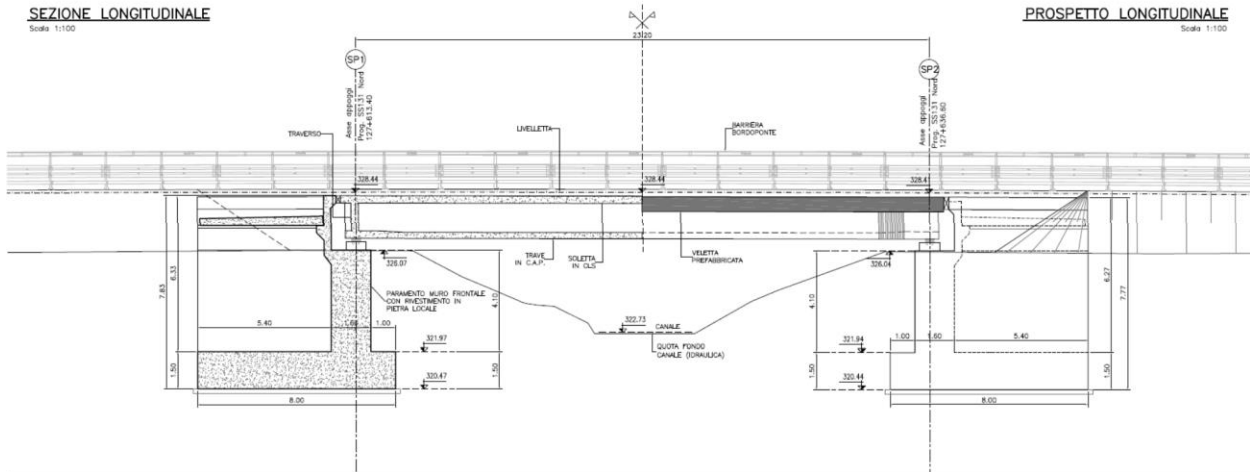 SEZIONE LONGITUDINALE
Scala 1:100
PROSPETTO LONGITUDINALE
Scala 1:100
23.20
SP1
Asse appoggi
Prog. SS131 Nord
127+613.40
SP2
Asse appoggi
Prog. SS131 Nord
127+636.60
TRAVERSO
LIVELLETTA
BARRIERA
BORDOPONTE
328.44
328.44
328.41
TRAVE
IN C.A.P.
SOLETTA
IN CLS
VELETTA
PREFABBRICATA
326.07
326.04
PARAMENTO MURO FRONTALE
CON RIVESTIMENTO IN
PIETRA LOCALE
7.83
6.33
4.10
4.10
6.27
7.77
322.73
CANALE
QUOTA FONDO
CANALE (IDRAULICA)
5.40
1.60
1.00
1.00
1.60
5.40
321.97
321.94
1.50
1.50
1.50
1.50
320.47
320.44
8.00
8.00